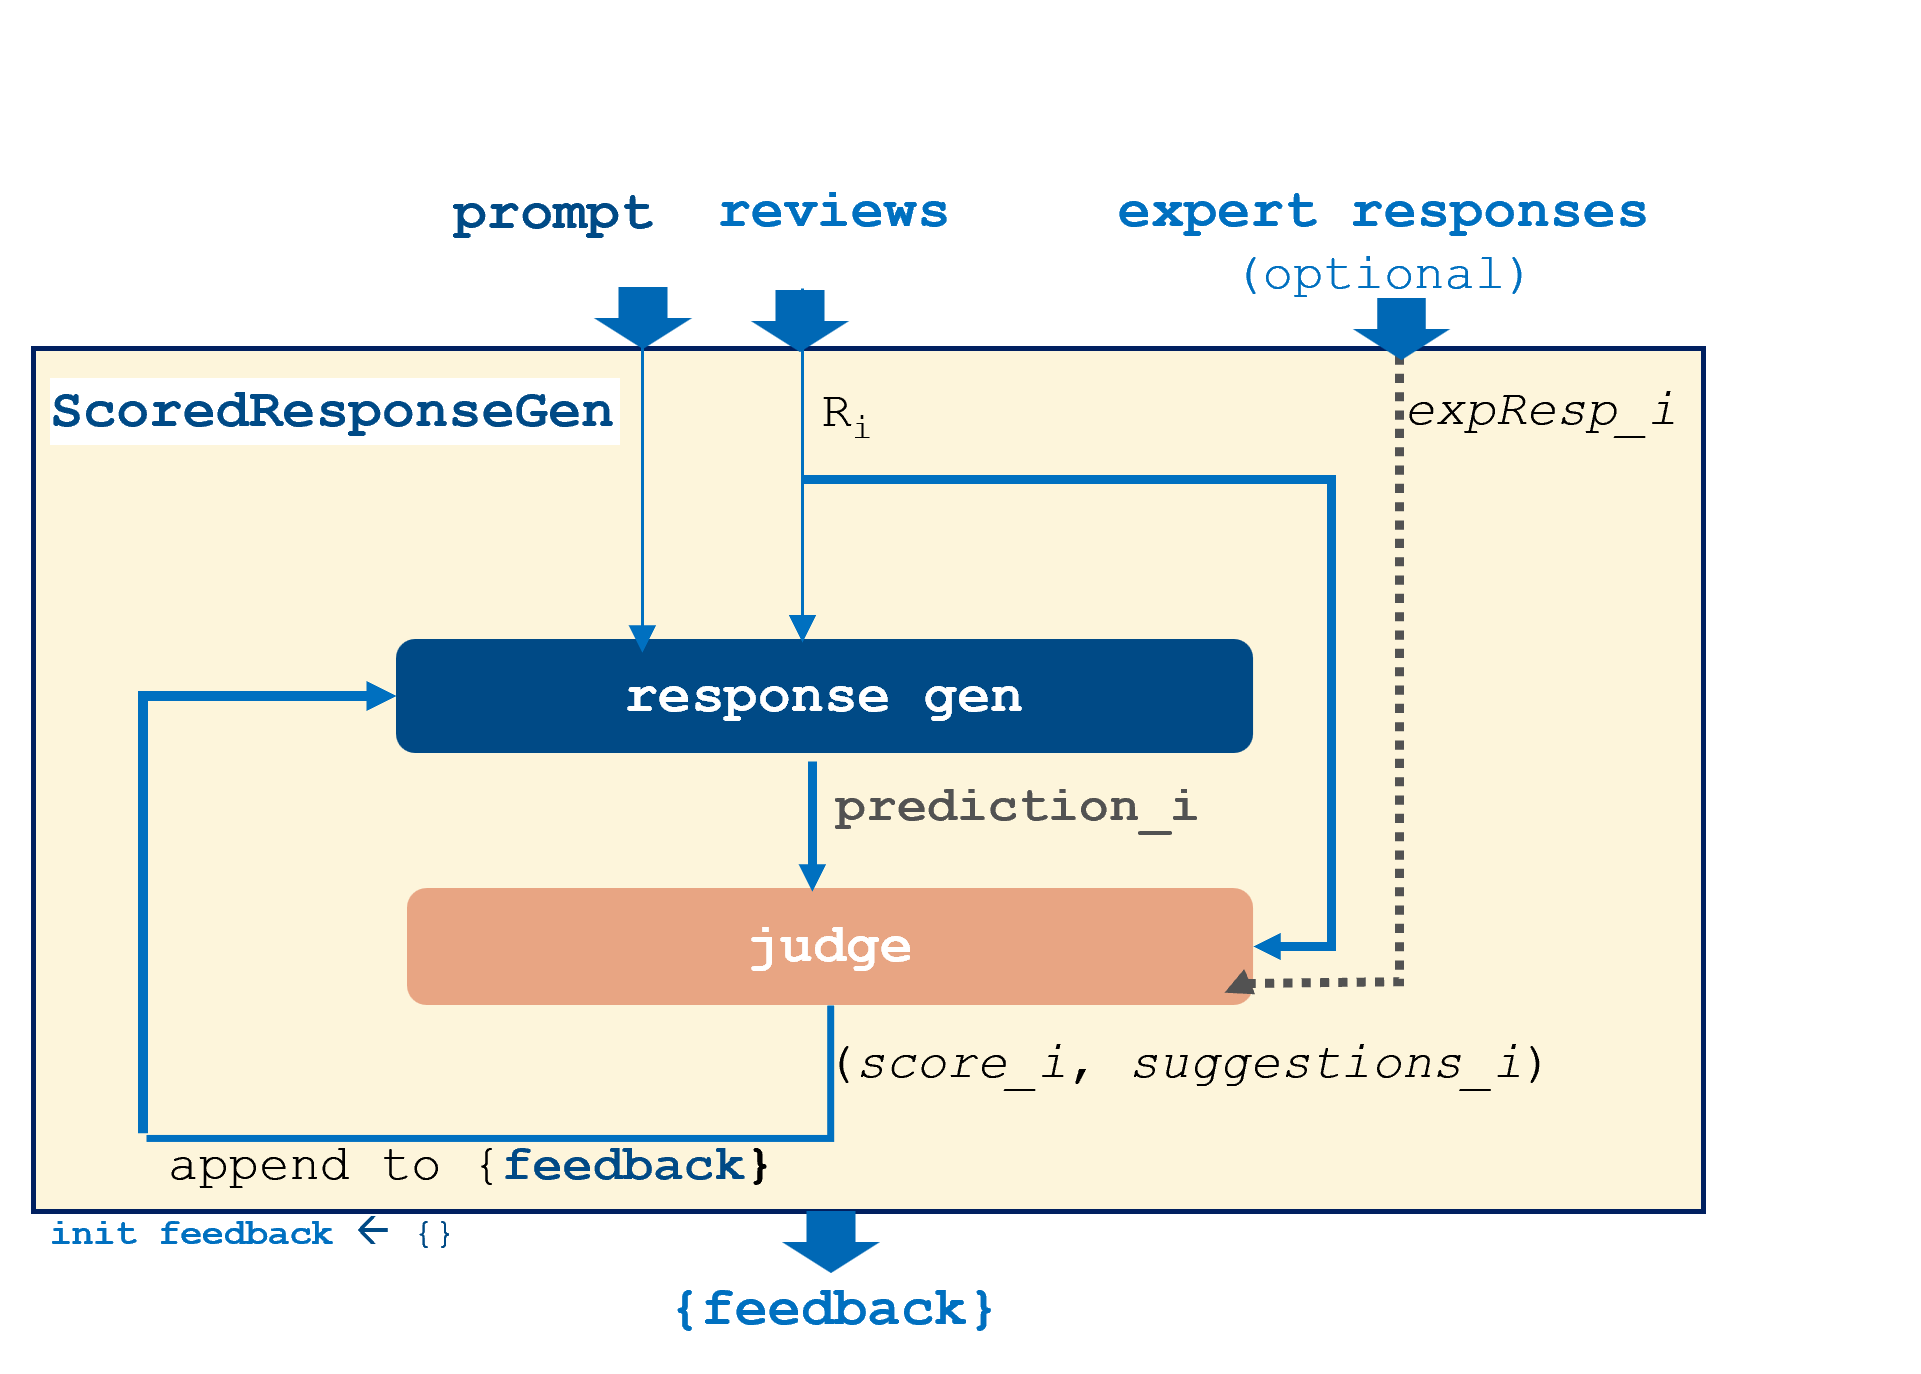 prompt reviews expert responses
(optional)
ScoredResponseGen
R_i
expResp_i
response gen
prediction_i
judge
(score_i, suggestions_i)
append to {feedback}
init feedback ← {}
{feedback}